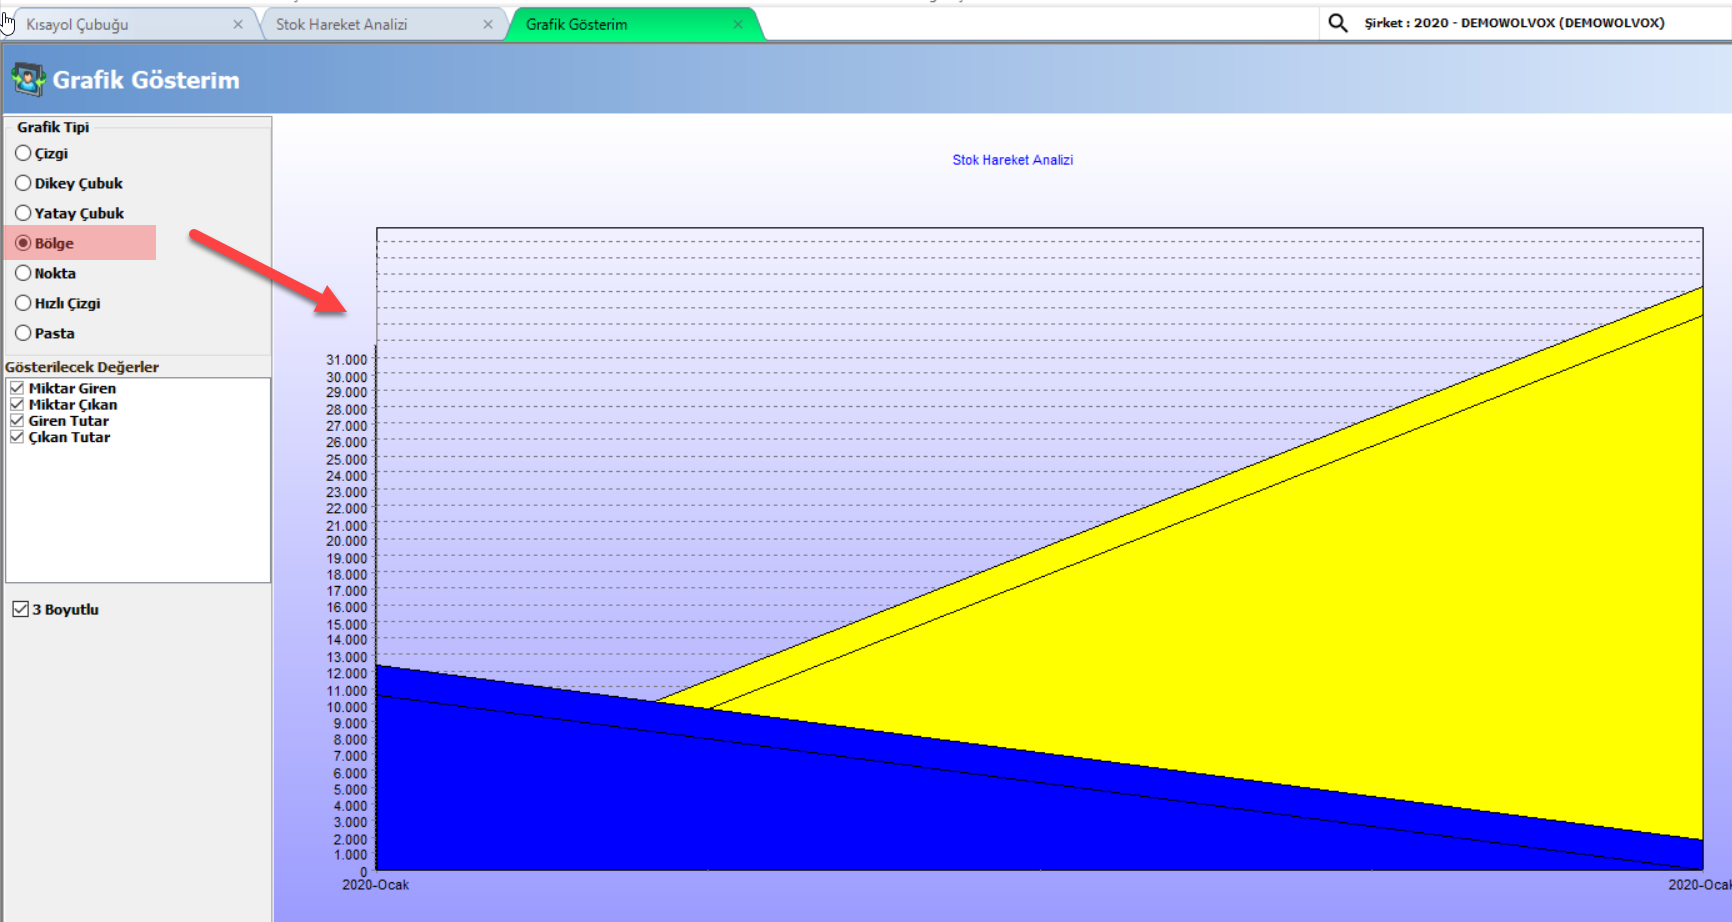 Kısayol Çubuğu
Stok Hareket Analizi
Grafik Gösterim
Şirket : 2020 - DEMOWOLVOX (DEMOWOLVOX)
Grafik Gösterim
Grafik Tipi
Çizgi
Dikey Çubuk
Yatay Çubuk
Bölge
Nokta
Hızlı Çizgi
Pasta
Gösterilecek Değerler
Miktar Giren
Miktar Çıkan
Giren Tutar
Çıkan Tutar
3 Boyutlu
Stok Hareket Analizi
31.000
30.000
29.000
28.000
27.000
26.000
25.000
24.000
23.000
22.000
21.000
20.000
19.000
18.000
17.000
16.000
15.000
14.000
13.000
12.000
11.000
10.000
9.000
8.000
7.000
6.000
5.000
4.000
3.000
2.000
1.000
0
2020-Ocak
2020-Ocak